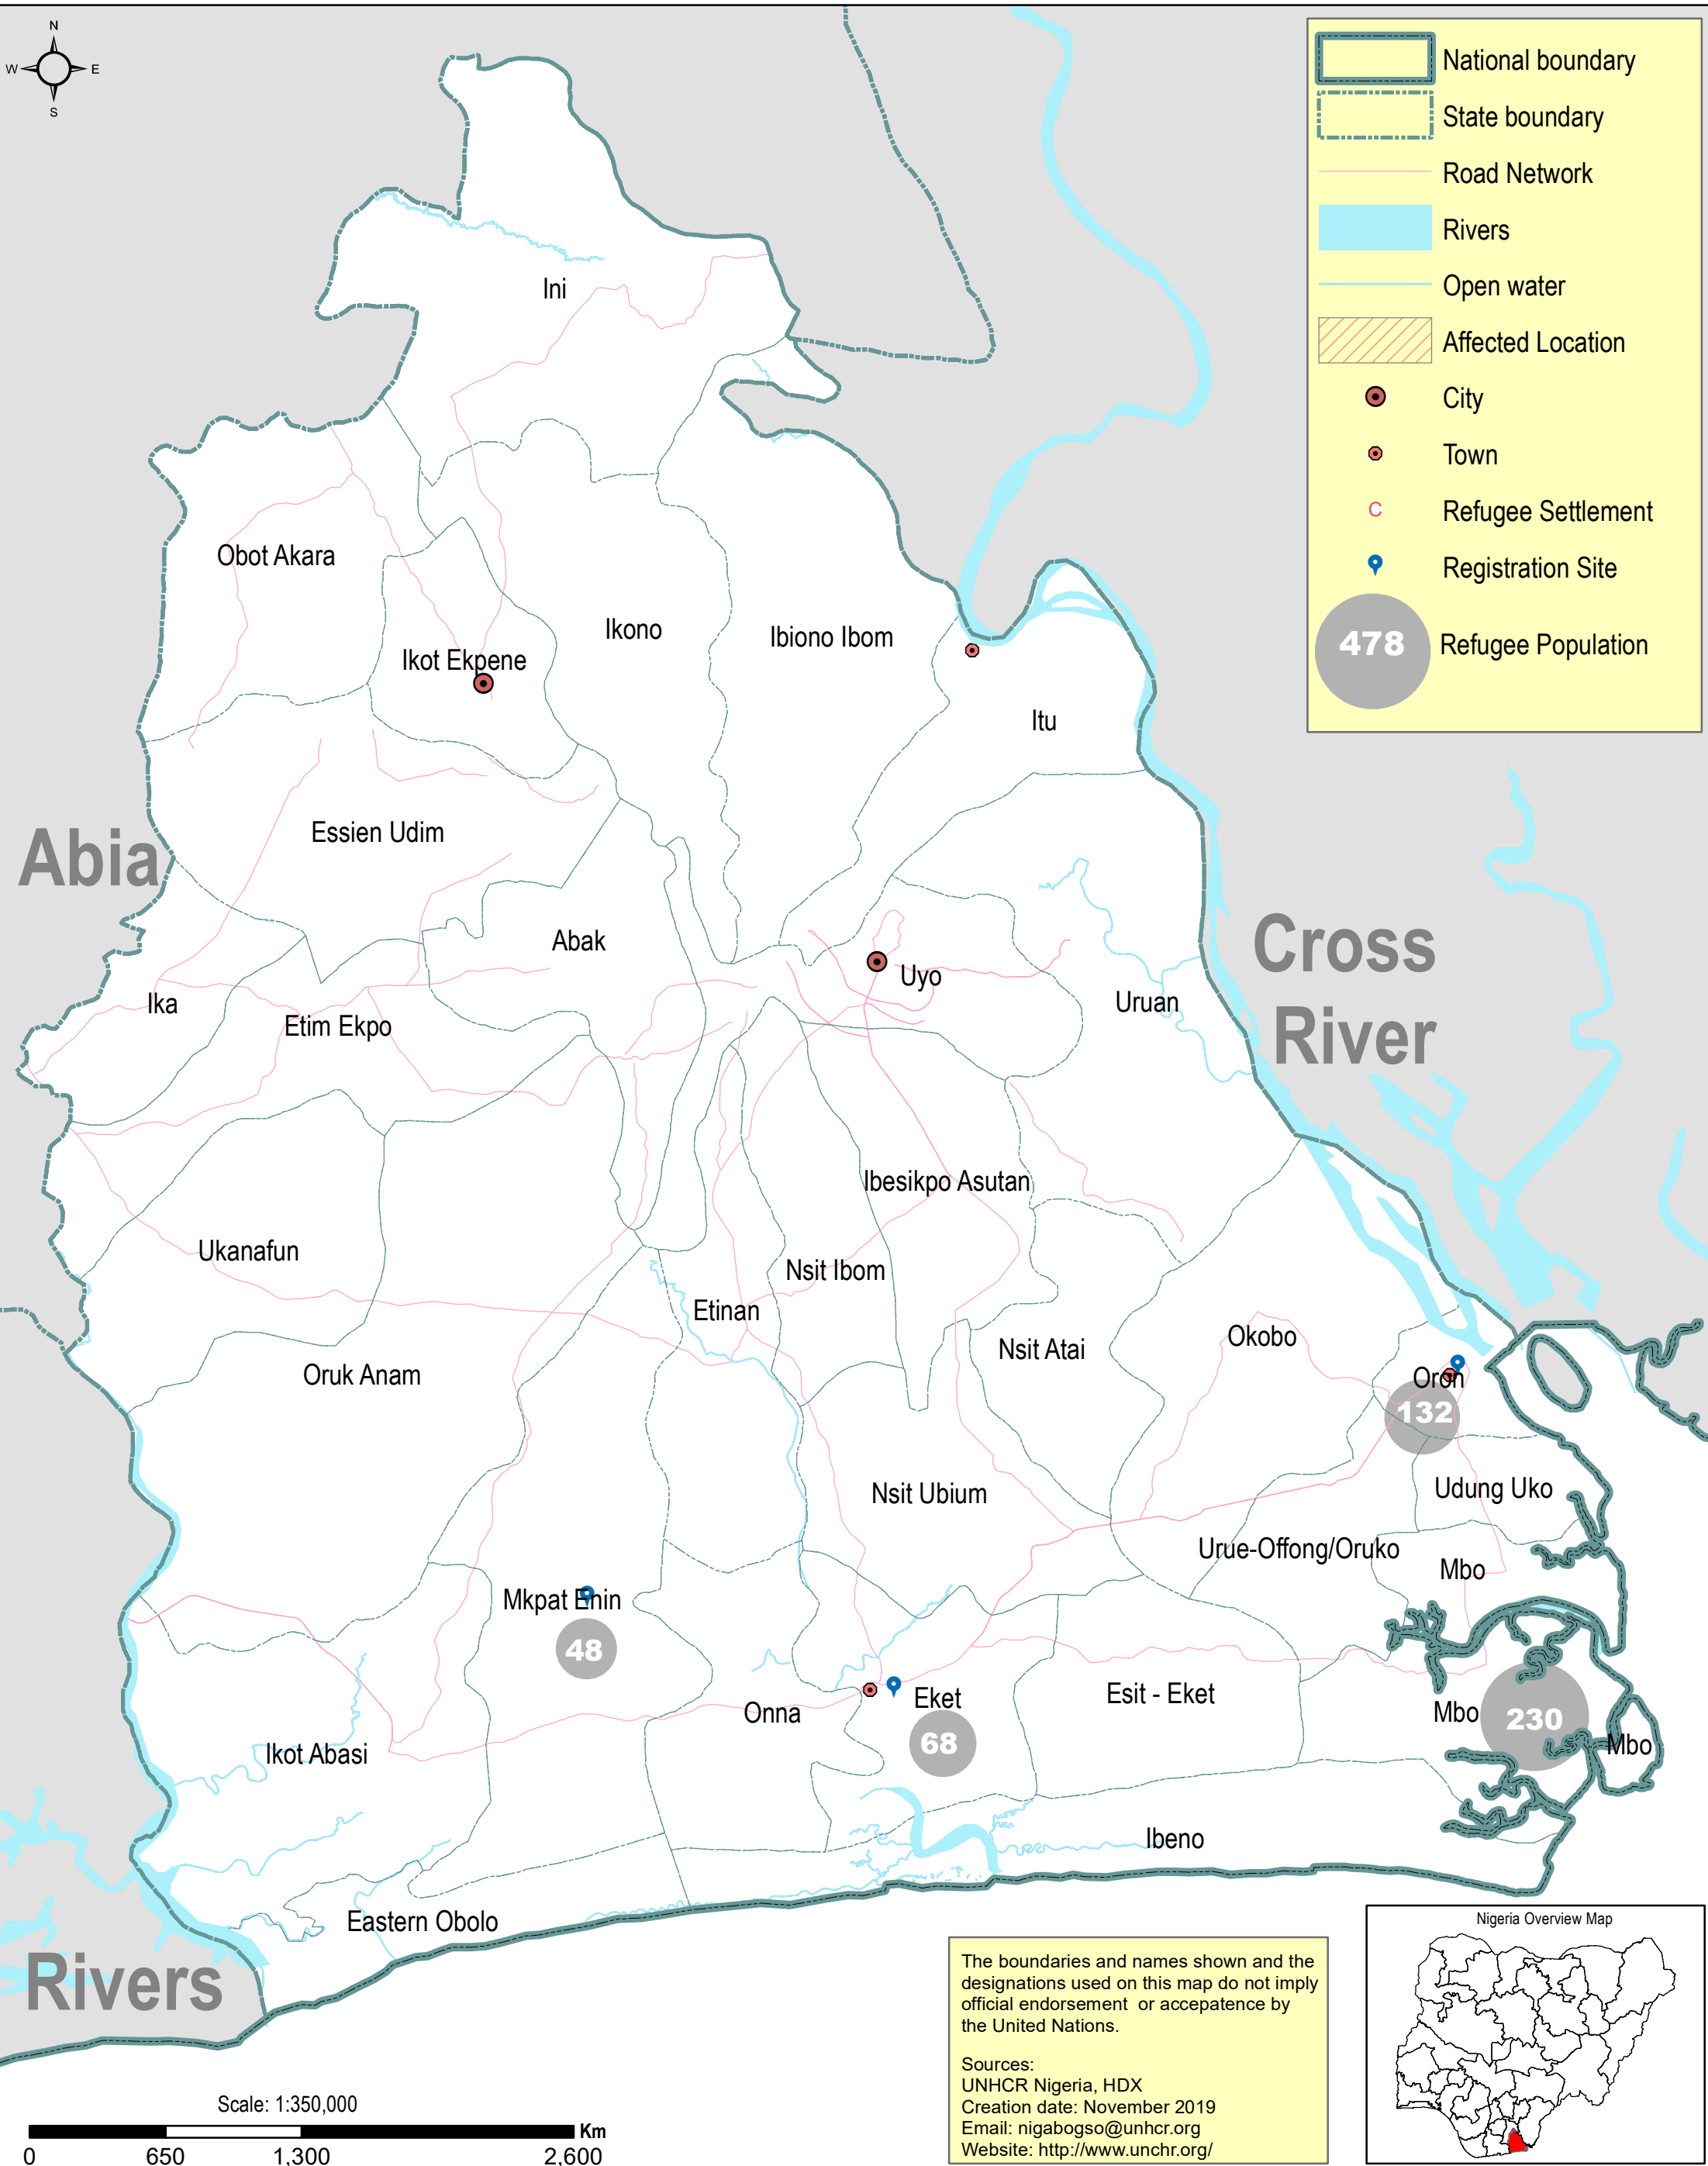 N
W
E
S
National boundary
State boundary
Road Network
Rivers
Open water
Affected Location
City
Town
C
Refugee Settlement
Registration Site
478
Refugee Population
Ini
Obot Akara
Ikot Ekpene
Ikono
Ibiono Ibom
Itu
Abia
Essien Udim
Cross
River
Abak
Uyo
Ika
Etim Ekpo
Uruan
Ibesikpo Asutan
Ukanafun
Nsit Ibom
Etinan
Oruk Anam
Nsit Atai
Okobo
Oron
132
Nsit Ubium
Udung Uko
Urue-Offong/Oruko
Mbo
Mkpat Enin
48
Onna
Eket
68
Esit - Eket
Mbo
230
Mbo
Ikot Abasi
Ibeno
Eastern Obolo
Rivers
The boundaries and names shown and the
designations used on this map do not imply
official endorsement or accepatence by
the United Nations.
Sources:
UNHCR Nigeria, HDX
Creation date: November 2019
Email: nigabogso@unhcr.org
Website: http://www.unchr.org/
Nigeria Overview Map
Scale: 1:350,000
Km
0 650 1,300 2,600